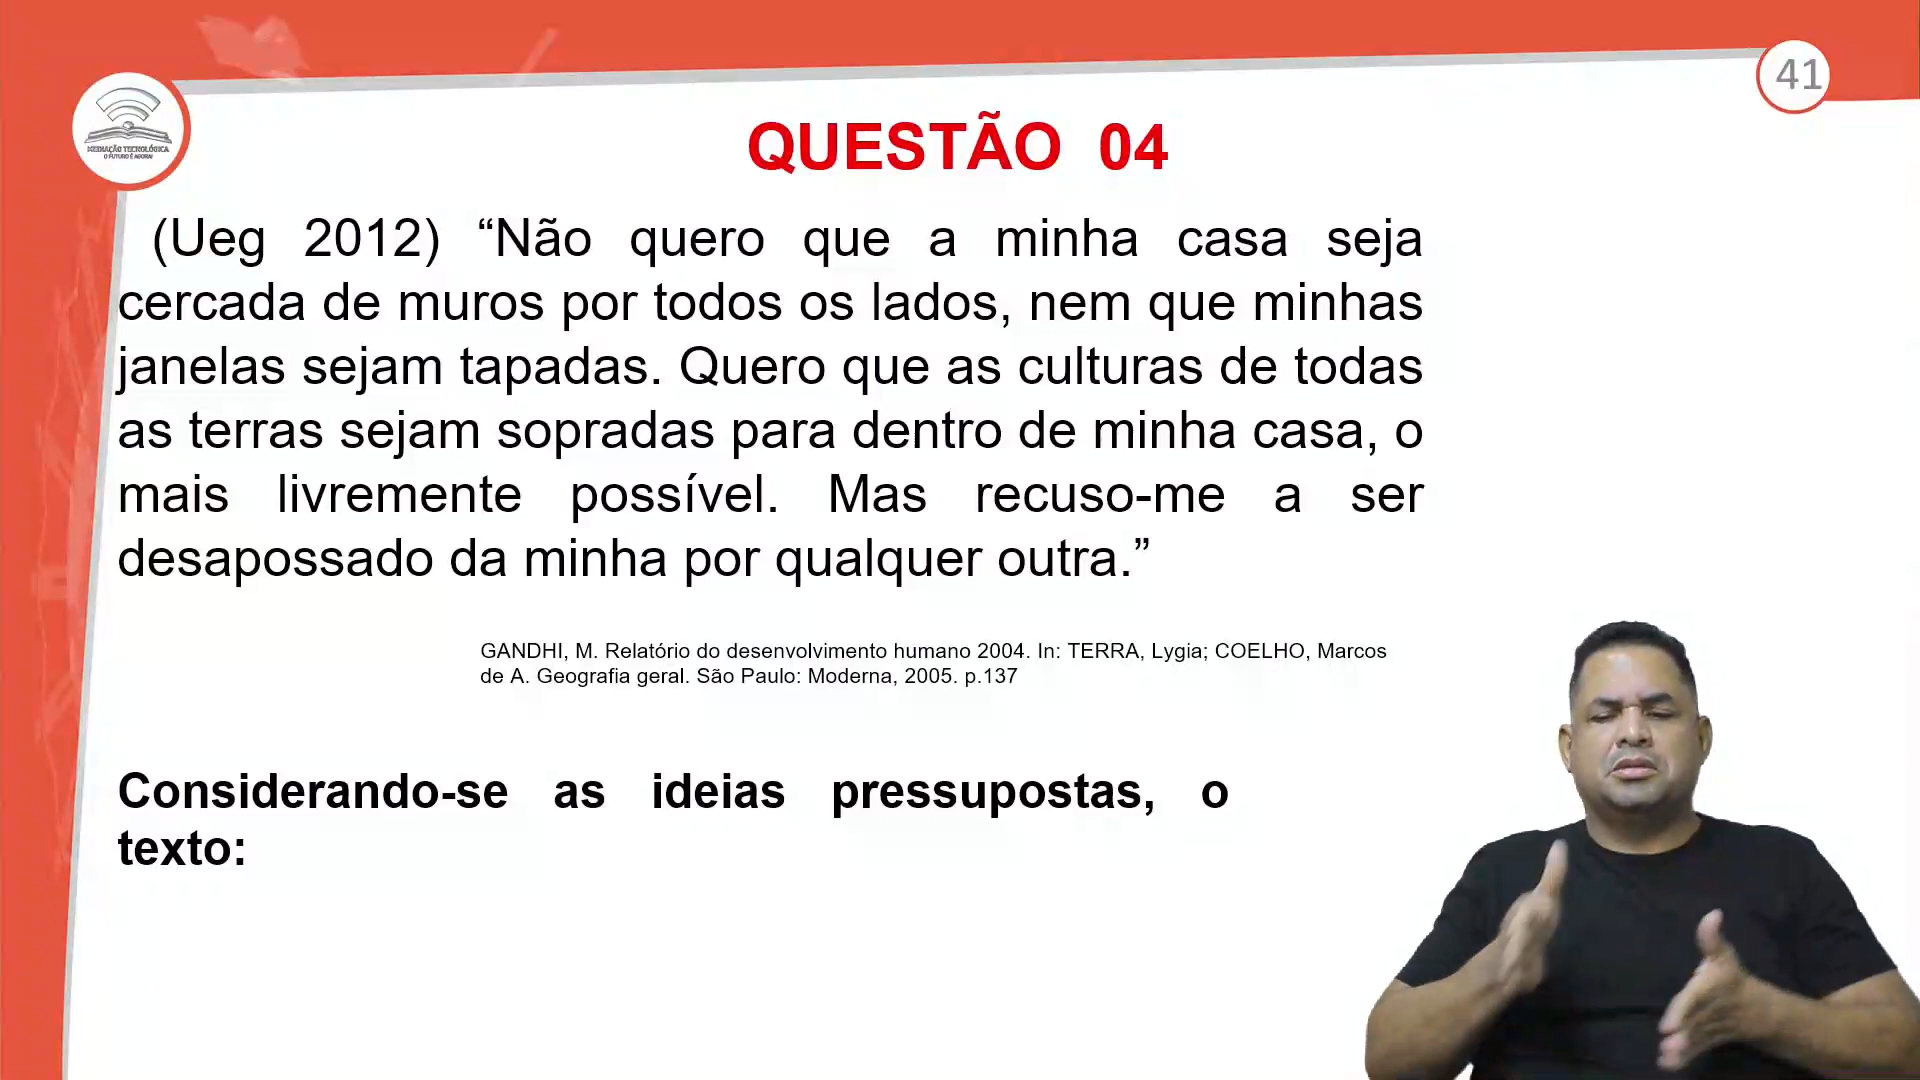 41
MEDIAÇÃO TECNOLÓGICA
O FUTURO É AGORA!
QUESTÃO 04
(Ueg 2012) “Não quero que a minha casa seja
cercada de muros por todos os lados, nem que minhas
janelas sejam tapadas. Quero que as culturas de todas
as terras sejam sopradas para dentro de minha casa, o
mais livremente possível. Mas recuso-me a ser
desapossado da minha por qualquer outra.”
GANDHI, M. Relatório do desenvolvimento humano 2004. In: TERRA, Lygia; COELHO, Marcos
de A. Geografia geral. São Paulo: Moderna, 2005. p.137
Considerando-se as ideias pressupostas, o
texto: